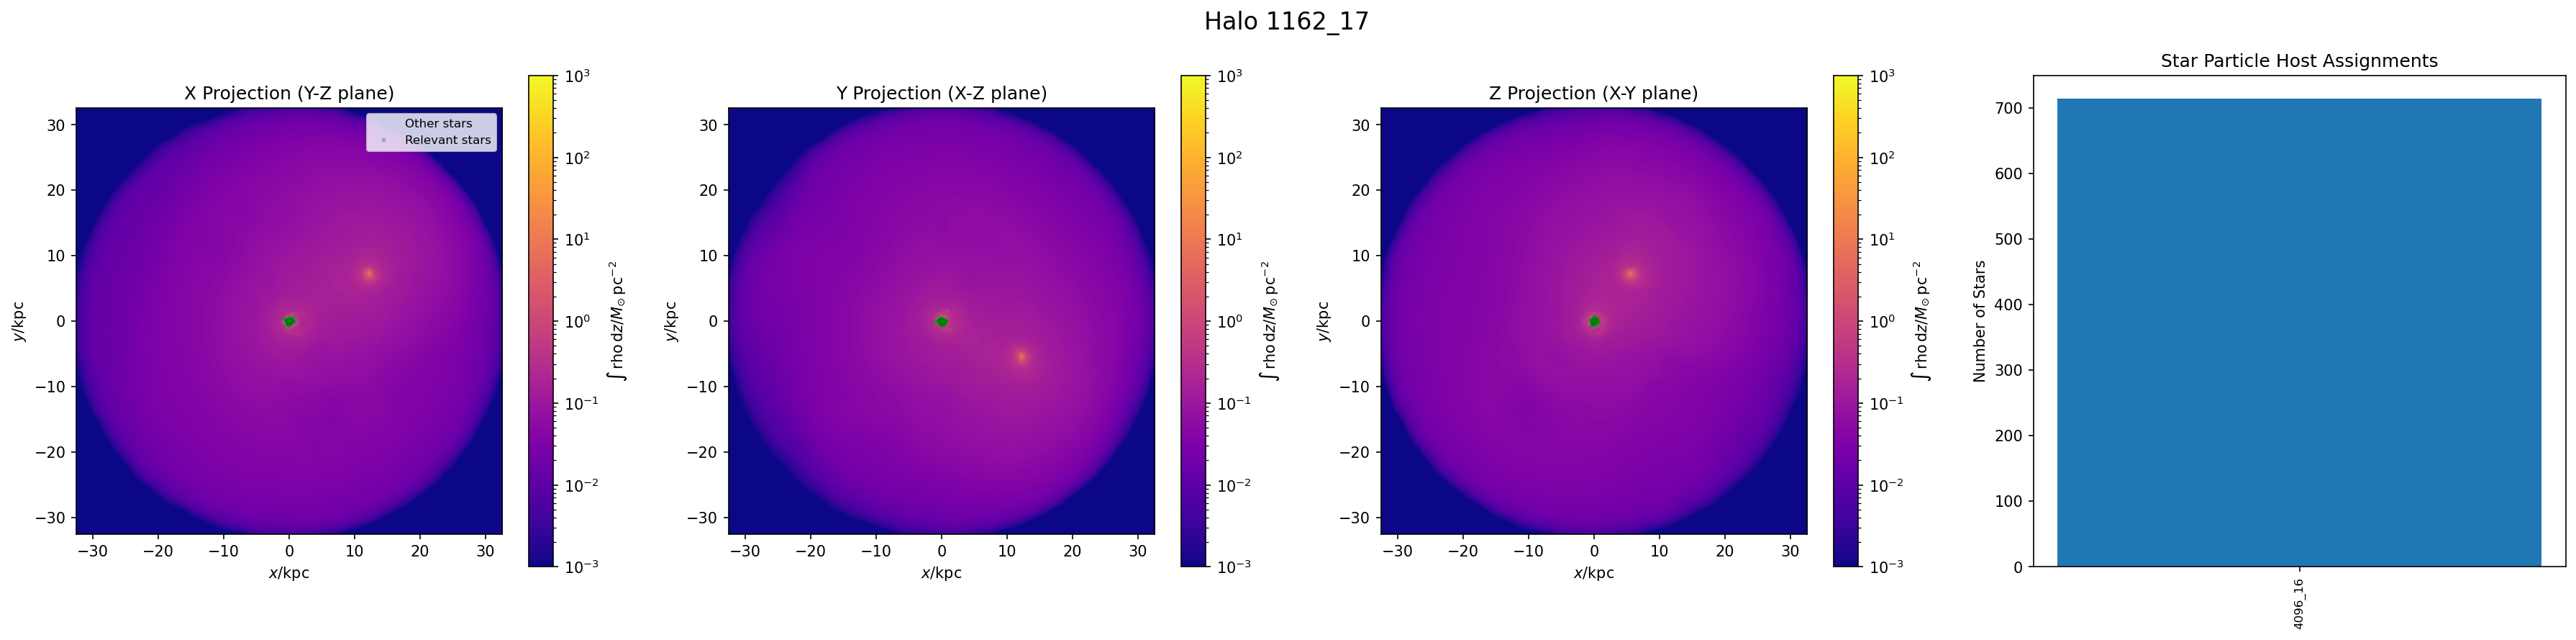 Halo 1162_17
X Projection (Y-Z plane)
Other stars
Relevant stars
30
20
10
0
−10
−20
−30
y/kpc
−30 −20 −10 0 10 20 30
x/kpc
10³
10²
10¹
10⁰
10⁻¹
10⁻²
10⁻³
∫ rho dz/M⊙ pc⁻²
Y Projection (X-Z plane)
30
20
10
0
−10
−20
−30
y/kpc
−30 −20 −10 0 10 20 30
x/kpc
10³
10²
10¹
10⁰
10⁻¹
10⁻²
10⁻³
∫ rho dz/M⊙ pc⁻²
Z Projection (X-Y plane)
30
20
10
0
−10
−20
−30
y/kpc
−30 −20 −10 0 10 20 30
x/kpc
10³
10²
10¹
10⁰
10⁻¹
10⁻²
10⁻³
∫ rho dz/M⊙ pc⁻²
Star Particle Host Assignments
700
600
500
400
300
200
100
0
Number of Stars
4096_16